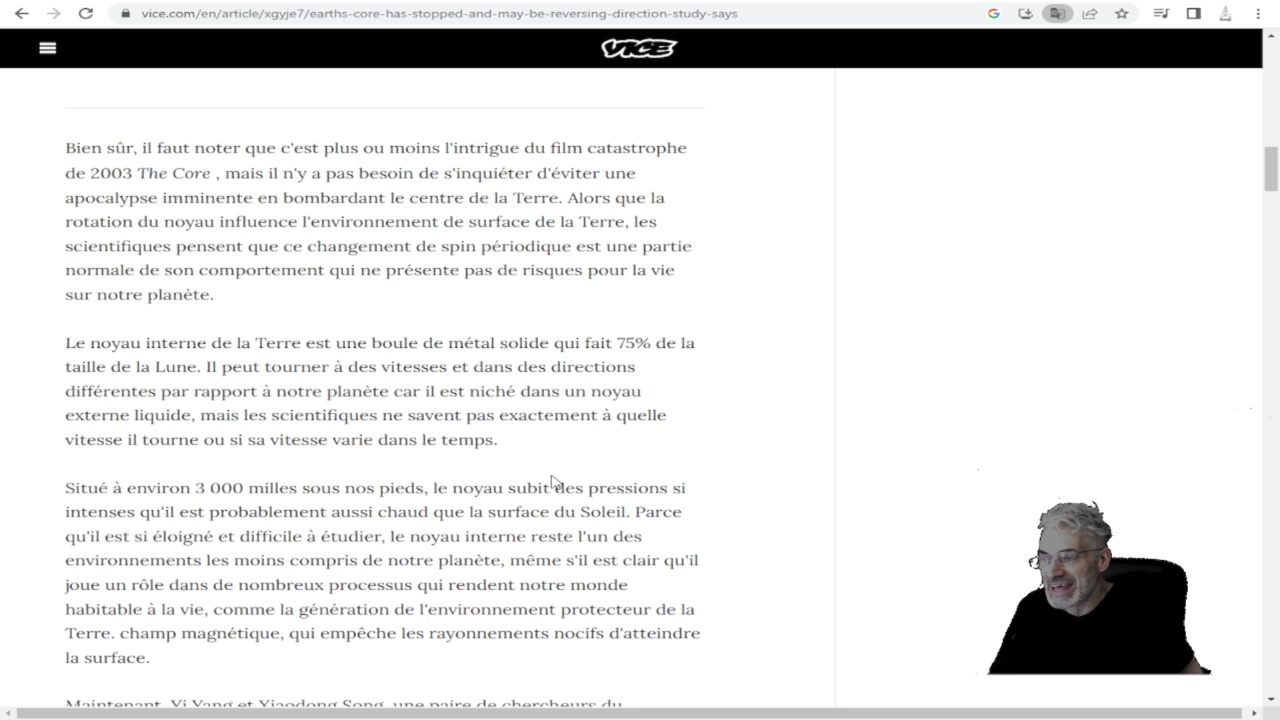 vice.com/en/article/xgyje7/earths-core-has-stopped-and-may-be-reversing-direction-study-says
VICE
Bien sûr, il faut noter que c'est plus ou moins l'intrigue du film catastrophe
de 2003 The Core , mais il n'y a pas besoin de s'inquiéter d'éviter une
apocalypse imminente en bombardant le centre de la Terre. Alors que la
rotation du noyau influence l'environnement de surface de la Terre, les
scientifiques pensent que ce changement de spin périodique est une partie
normale de son comportement qui ne présente pas de risques pour la vie
sur notre planète.
Le noyau interne de la Terre est une boule de métal solide qui fait 75% de la
taille de la Lune. Il peut tourner à des vitesses et dans des directions
différentes par rapport à notre planète car il est niché dans un noyau
externe liquide, mais les scientifiques ne savent pas exactement à quelle
vitesse il tourne ou si sa vitesse varie dans le temps.
Situé à environ 3 000 milles sous nos pieds, le noyau subit des pressions si
intenses qu'il est probablement aussi chaud que la surface du Soleil. Parce
qu'il est si éloigné et difficile à étudier, le noyau interne reste l'un des
environnements les moins compris de notre planète, même s'il est clair qu'il
joue un rôle dans de nombreux processus qui rendent notre monde
habitable à la vie, comme la génération de l'environnement protecteur de la
Terre. champ magnétique, qui empêche les rayonnements nocifs d'atteindre
la surface.
Maintenant, Yi Yang et Xiaodong Song, une paire de chercheurs du